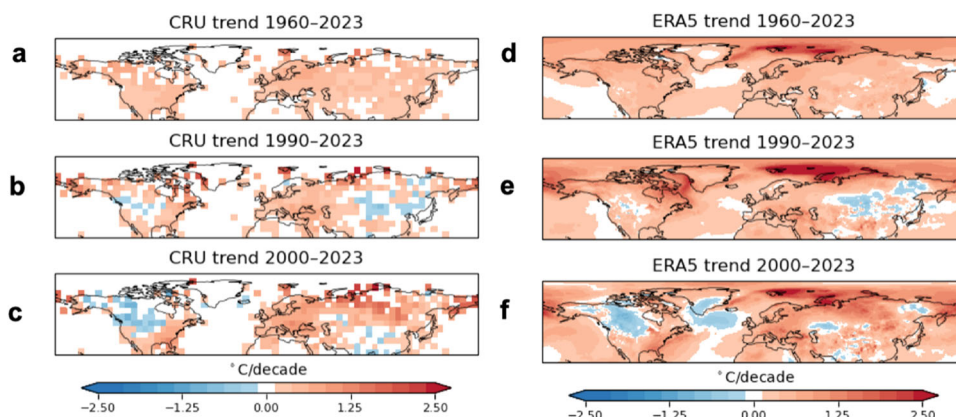 CRU trend 1960–2023
a
CRU trend 1990–2023
b
CRU trend 2000–2023
c
°C/decade
−2.50 −1.25 0.00 1.25 2.50
ERA5 trend 1960–2023
d
ERA5 trend 1990–2023
e
ERA5 trend 2000–2023
f
°C/decade
−2.50 −1.25 0.00 1.25 2.50